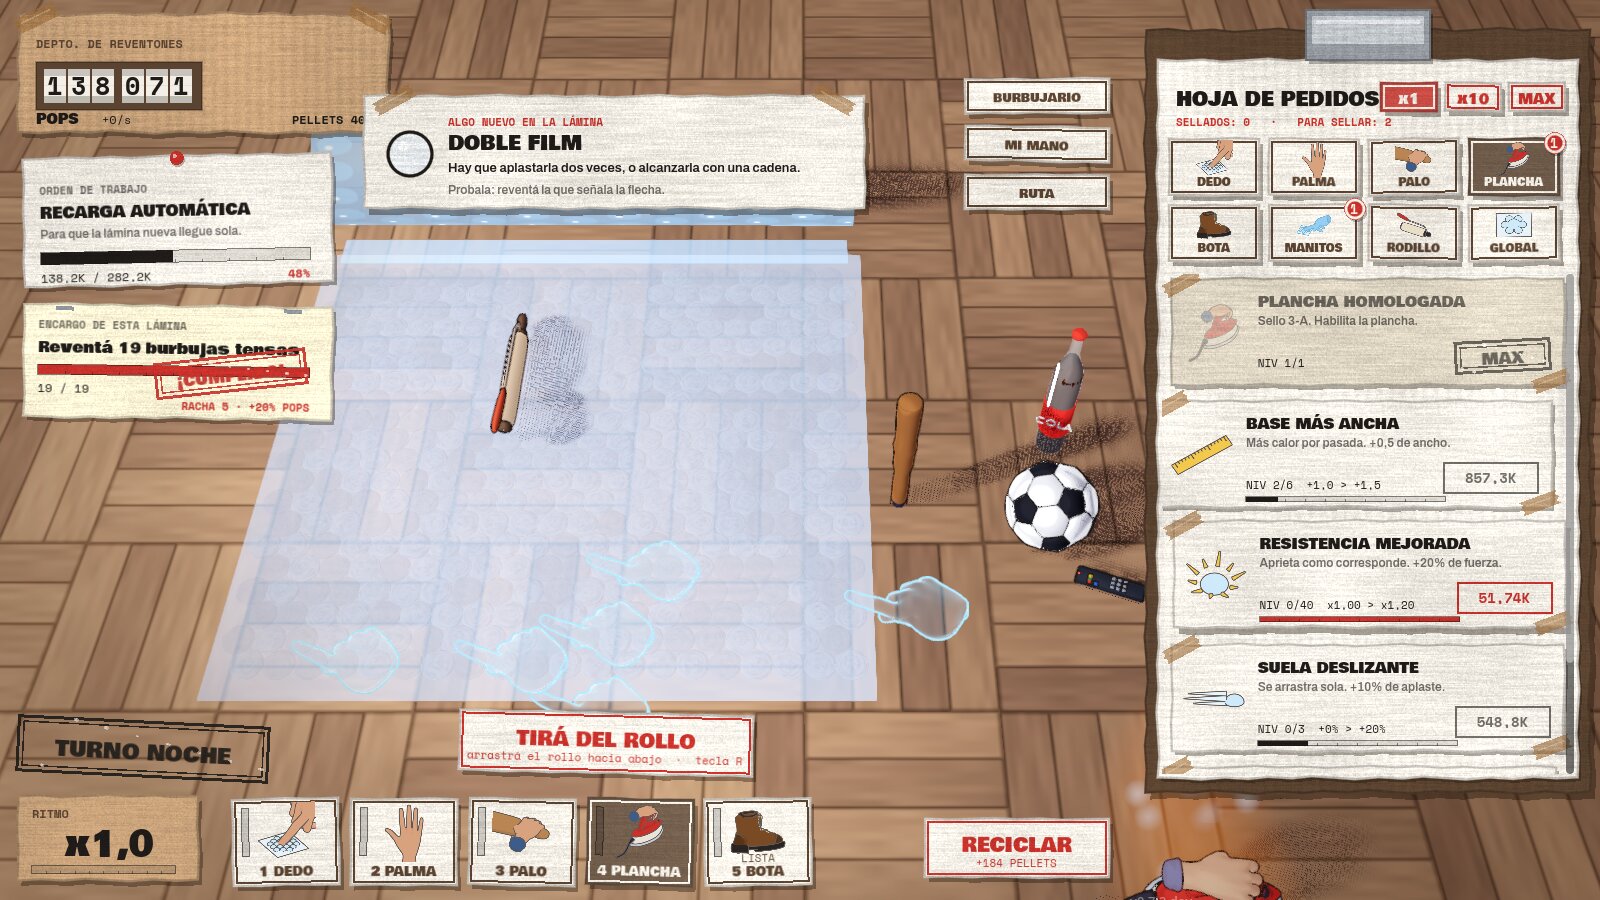 DEPTO. DE REVENTONES
138 071
POPS +0/s PELLETS 40
ALGO NUEVO EN LA LÁMINA
DOBLE FILM
Hay que aplastarla dos veces, o alcanzarla con una cadena.
Probala: reventá la que señala la flecha.
ORDEN DE TRABAJO
RECARGA AUTOMÁTICA
Para que la lámina nueva llegue sola.
138.2K / 282.2K 48%
ENCARGO DE ESTA LÁMINA
Reventá 19 burbujas tensas
19 / 19
RACHA 5 · +20% POPS
BURBUJARIO
MI MANO
RUTA
HOJA DE PEDIDOS
x1
x10
MAX
SELLADOS: 0 · PARA SELLAR: 2
DEDO
PALMA
PALO
PLANCHA
1
BOTA
MANITOS
1
RODILLO
GLOBAL
PLANCHA HOMOLOGADA
Sello 3-A. Habilita la plancha.
NIV 1/1
MAX
BASE MÁS ANCHA
Más calor por pasada. +0,5 de ancho.
NIV 2/6 +1.0 > +1.5
857,3K
RESISTENCIA MEJORADA
Aprieta como corresponde. +20% de fuerza.
NIV 0/40 x1.00 > x1.20
51,74K
SUELA DESLIZANTE
Se arrastra sola. +10% de aplaste.
NIV 0/3 +0% > +20%
548,8K
COLA
TURNO NOCHE
TIRÁ DEL ROLLO
arrastrá el rollo hacia abajo · tecla R
RITMO
x1,0
1 DEDO
2 PALMA
3 PALO
4 PLANCHA
LISTA
5 BOTA
RECICLAR
+184 PELLETS